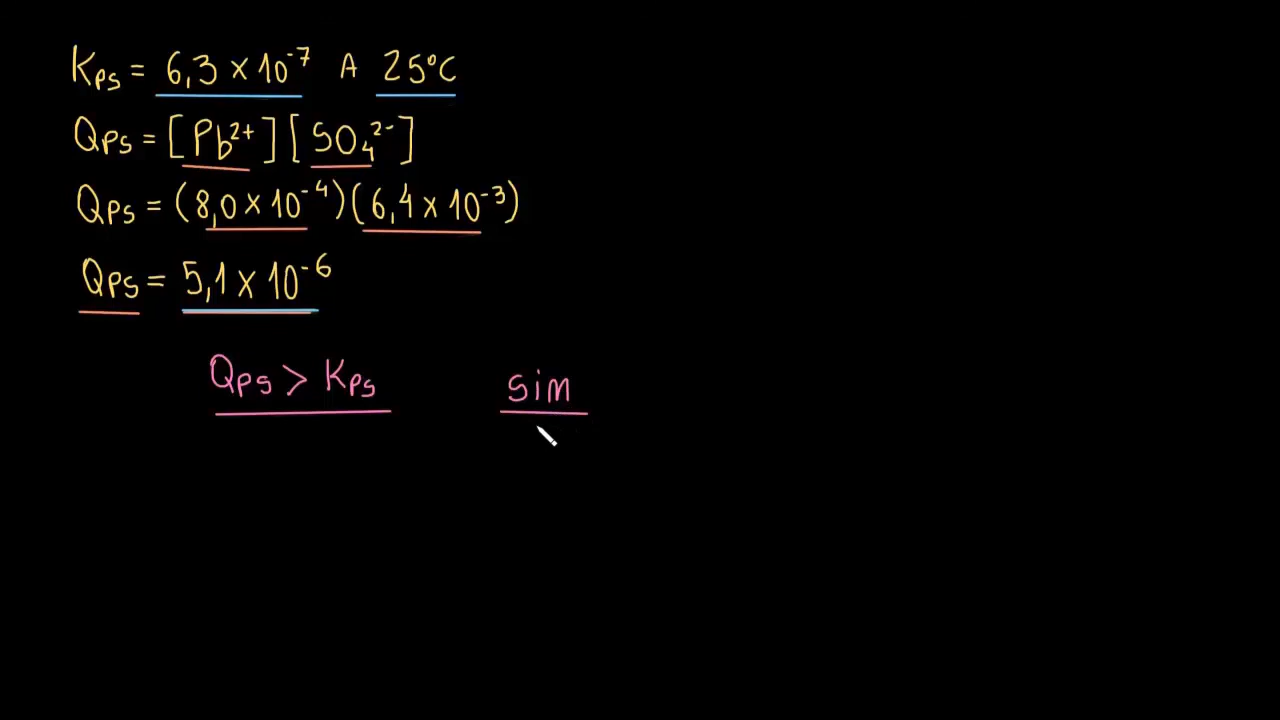 Kps = 6,3 × 10⁻⁷ A 25°C
Qps = [Pb²⁺][SO₄²⁻]
Qps = (8,0 × 10⁻⁴)(6,4 × 10⁻³)
Qps = 5,1 × 10⁻⁶
Qps > Kps sim